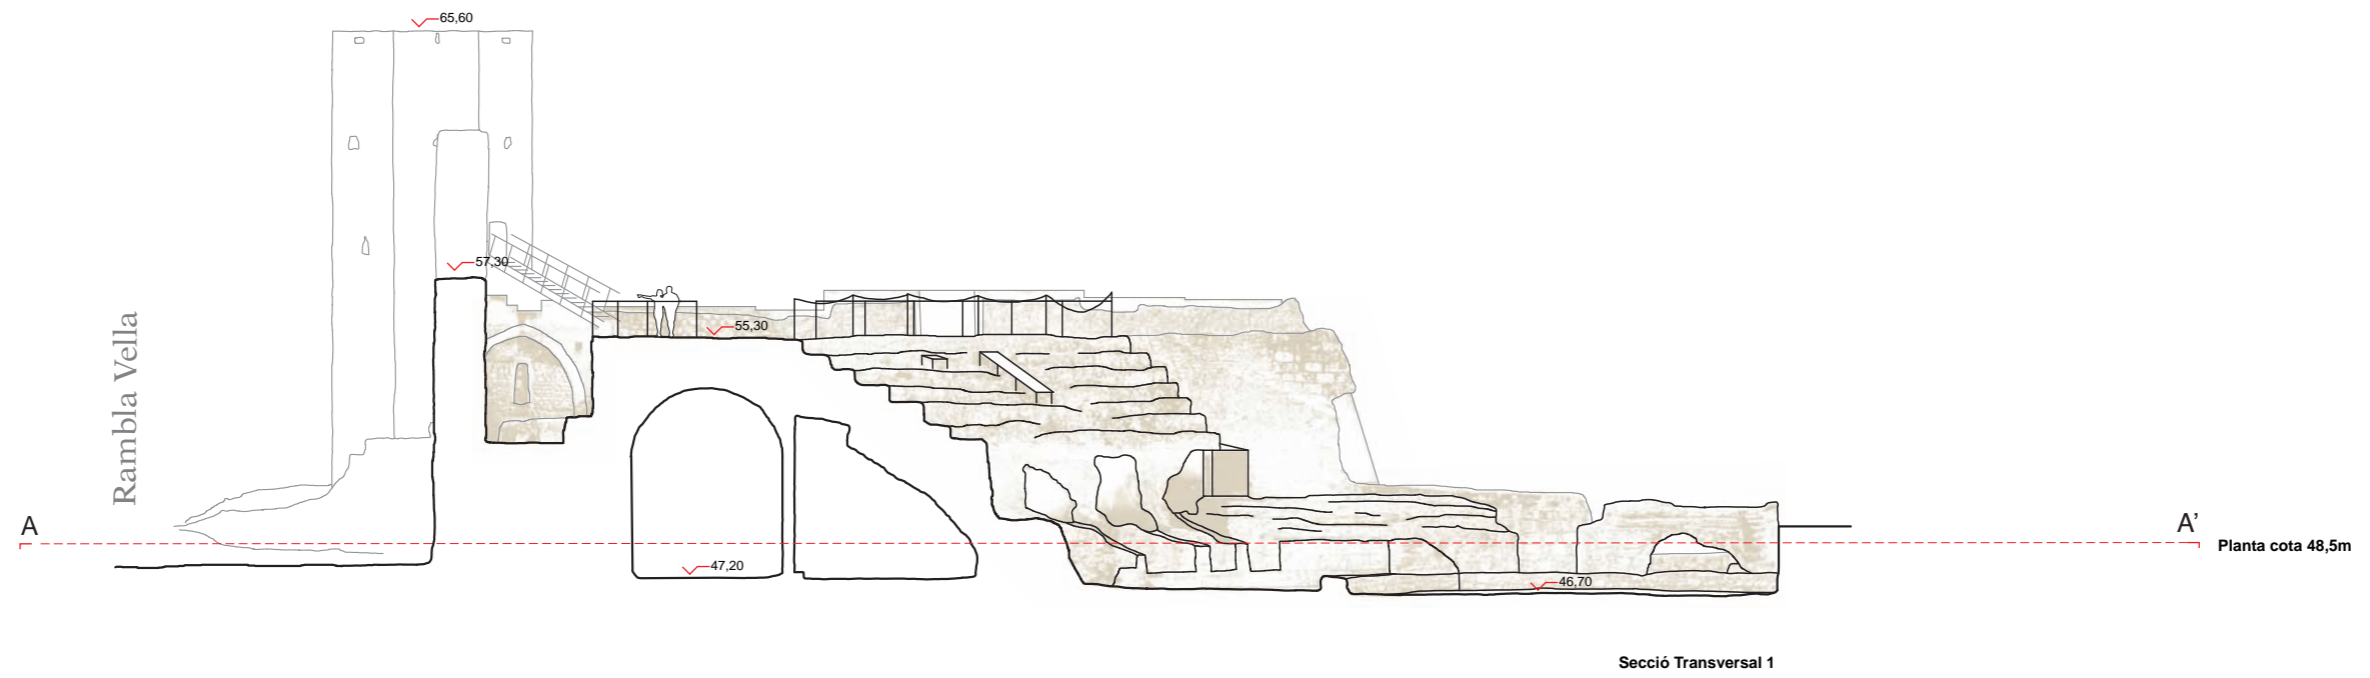 65,60
57,30
55,30
Rambla Vella
A
A’
Planta cota 48,5m
47,20
46,70
Secció Transversal 1